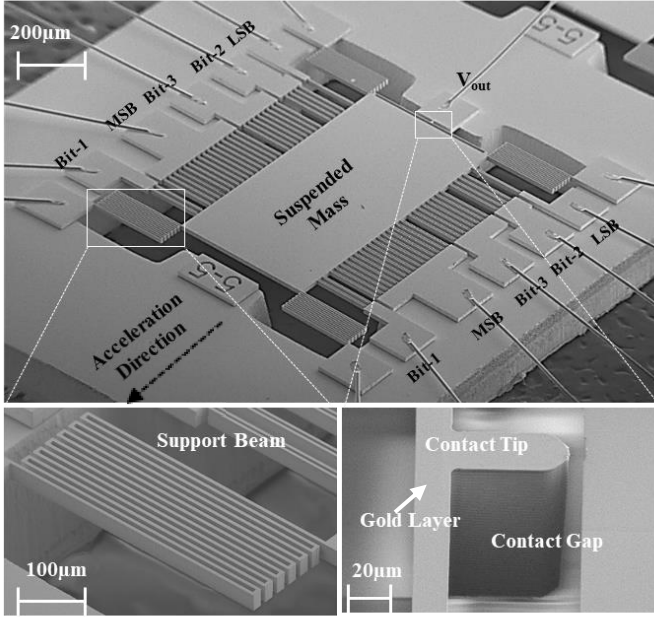 200µm
LSB
Bit-2
Bit-3
MSB
Bit-1
5-5
V_out
Suspended
Mass
LSB
Bit-2
Bit-3
MSB
Bit-1
5-5
Acceleration
Direction
Support Beam
100µm
Contact Tip
Gold Layer
Contact Gap
20µm